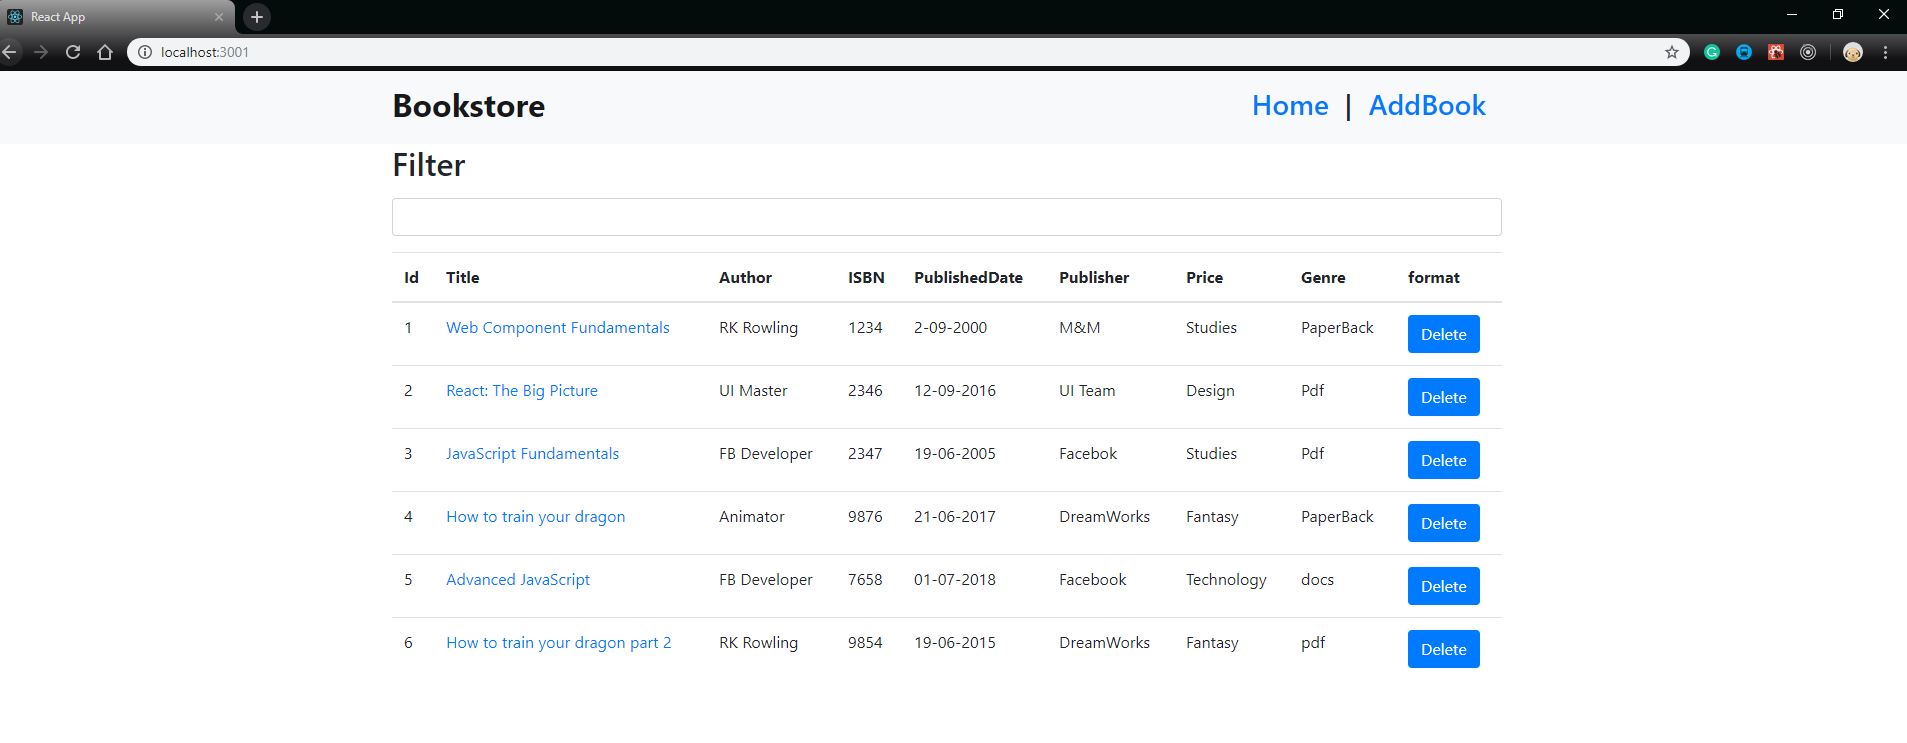 React App
localhost:3001
Bookstore Home | AddBook
Filter
Id Title Author ISBN PublishedDate Publisher Price Genre format
1 Web Component Fundamentals RK Rowling 1234 2-09-2000 M&M Studies PaperBack Delete
2 React: The Big Picture UI Master 2346 12-09-2016 UI Team Design Pdf Delete
3 JavaScript Fundamentals FB Developer 2347 19-06-2005 Facebok Studies Pdf Delete
4 How to train your dragon Animator 9876 21-06-2017 DreamWorks Fantasy PaperBack Delete
5 Advanced JavaScript FB Developer 7658 01-07-2018 Facebook Technology docs Delete
6 How to train your dragon part 2 RK Rowling 9854 19-06-2015 DreamWorks Fantasy pdf Delete